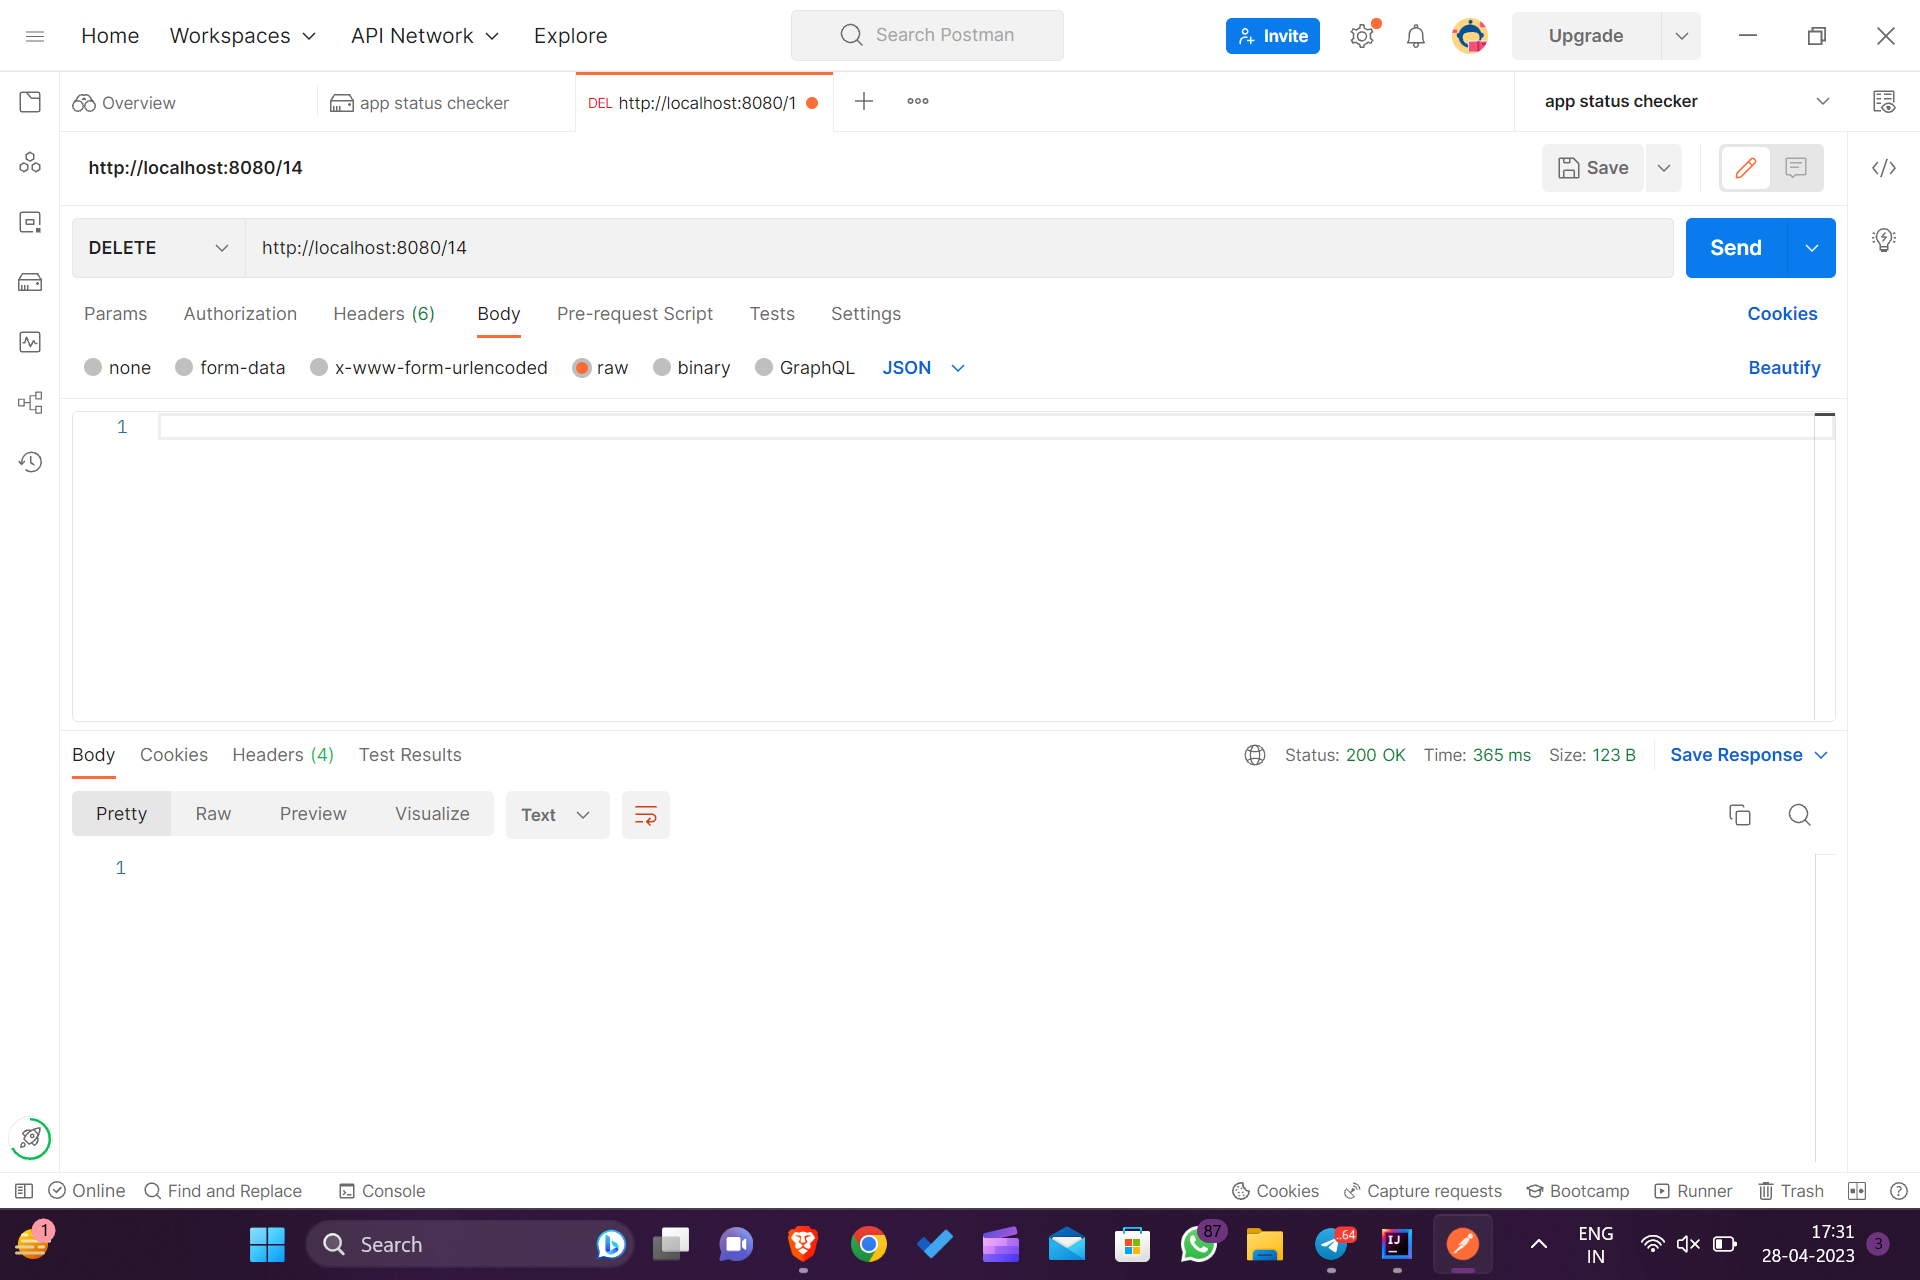 Home Workspaces API Network Explore Search Postman Invite Upgrade
Overview app status checker DEL http://localhost:8080/1 app status checker
http://localhost:8080/14 Save
DELETE http://localhost:8080/14 Send
Params Authorization Headers (6) Body Pre-request Script Tests Settings Cookies
none form-data x-www-form-urlencoded raw binary GraphQL JSON Beautify
1
Body Cookies Headers (4) Test Results Status: 200 OK Time: 365 ms Size: 123 B Save Response
Pretty Raw Preview Visualize Text
1
Online Find and Replace Console Cookies Capture requests Bootcamp Runner Trash
1 Search 87 ..64 IJ ENG 17:31
IN 28-04-2023 3